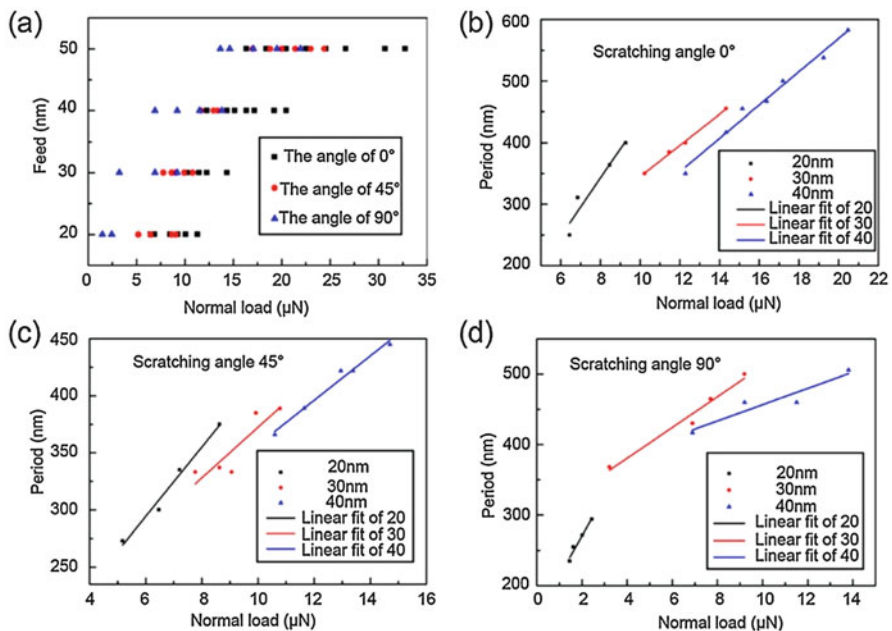 (a)
Feed (nm)
50
40
30
20
0 5 10 15 20 25 30 35
Normal load (μN)
The angle of 0°
The angle of 45°
The angle of 90°
(b)
Scratching angle 0°
Period (nm)
600
500
400
300
200
6 8 10 12 14 16 18 20 22
Normal load (μN)
20nm
30nm
40nm
Linear fit of 20
Linear fit of 30
Linear fit of 40
(c)
Scratching angle 45°
Period (nm)
450
425
375
325
275
250
4 6 8 10 12 14 16
Normal load (μN)
20nm
30nm
40nm
Linear fit of 20
Linear fit of 30
Linear fit of 40
(d)
Scratching angle 90°
Period (nm)
500
400
300
200
0 2 4 6 8 10 12 14
Normal load (μN)
20nm
30nm
40nm
Linear fit of 20
Linear fit of 30
Linear fit of 40